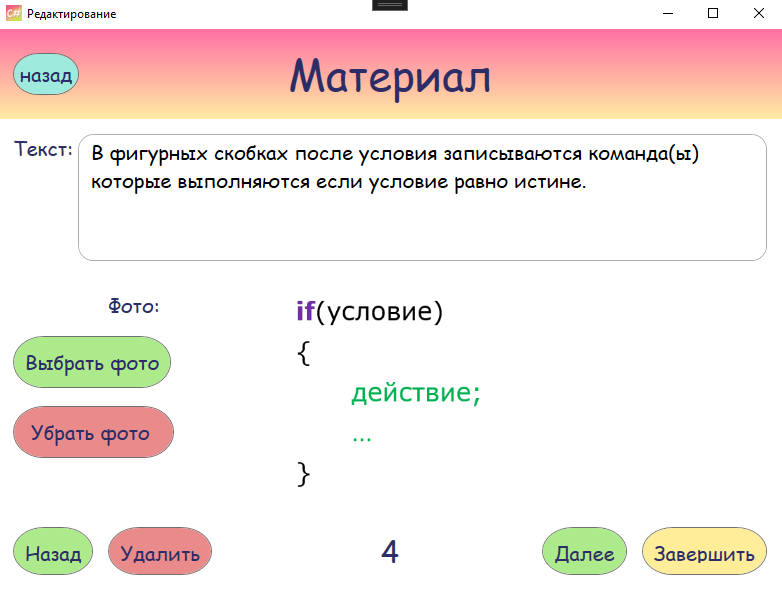 C# Редактирование
назад
Материал
Текст:
В фигурных скобках после условия записываются команда(ы)
которые выполняются если условие равно истине.
Фото:
Выбрать фото
Убрать фото
if(условие)
{
действие;
...
}
Назад
Удалить
4
Далее
Завершить